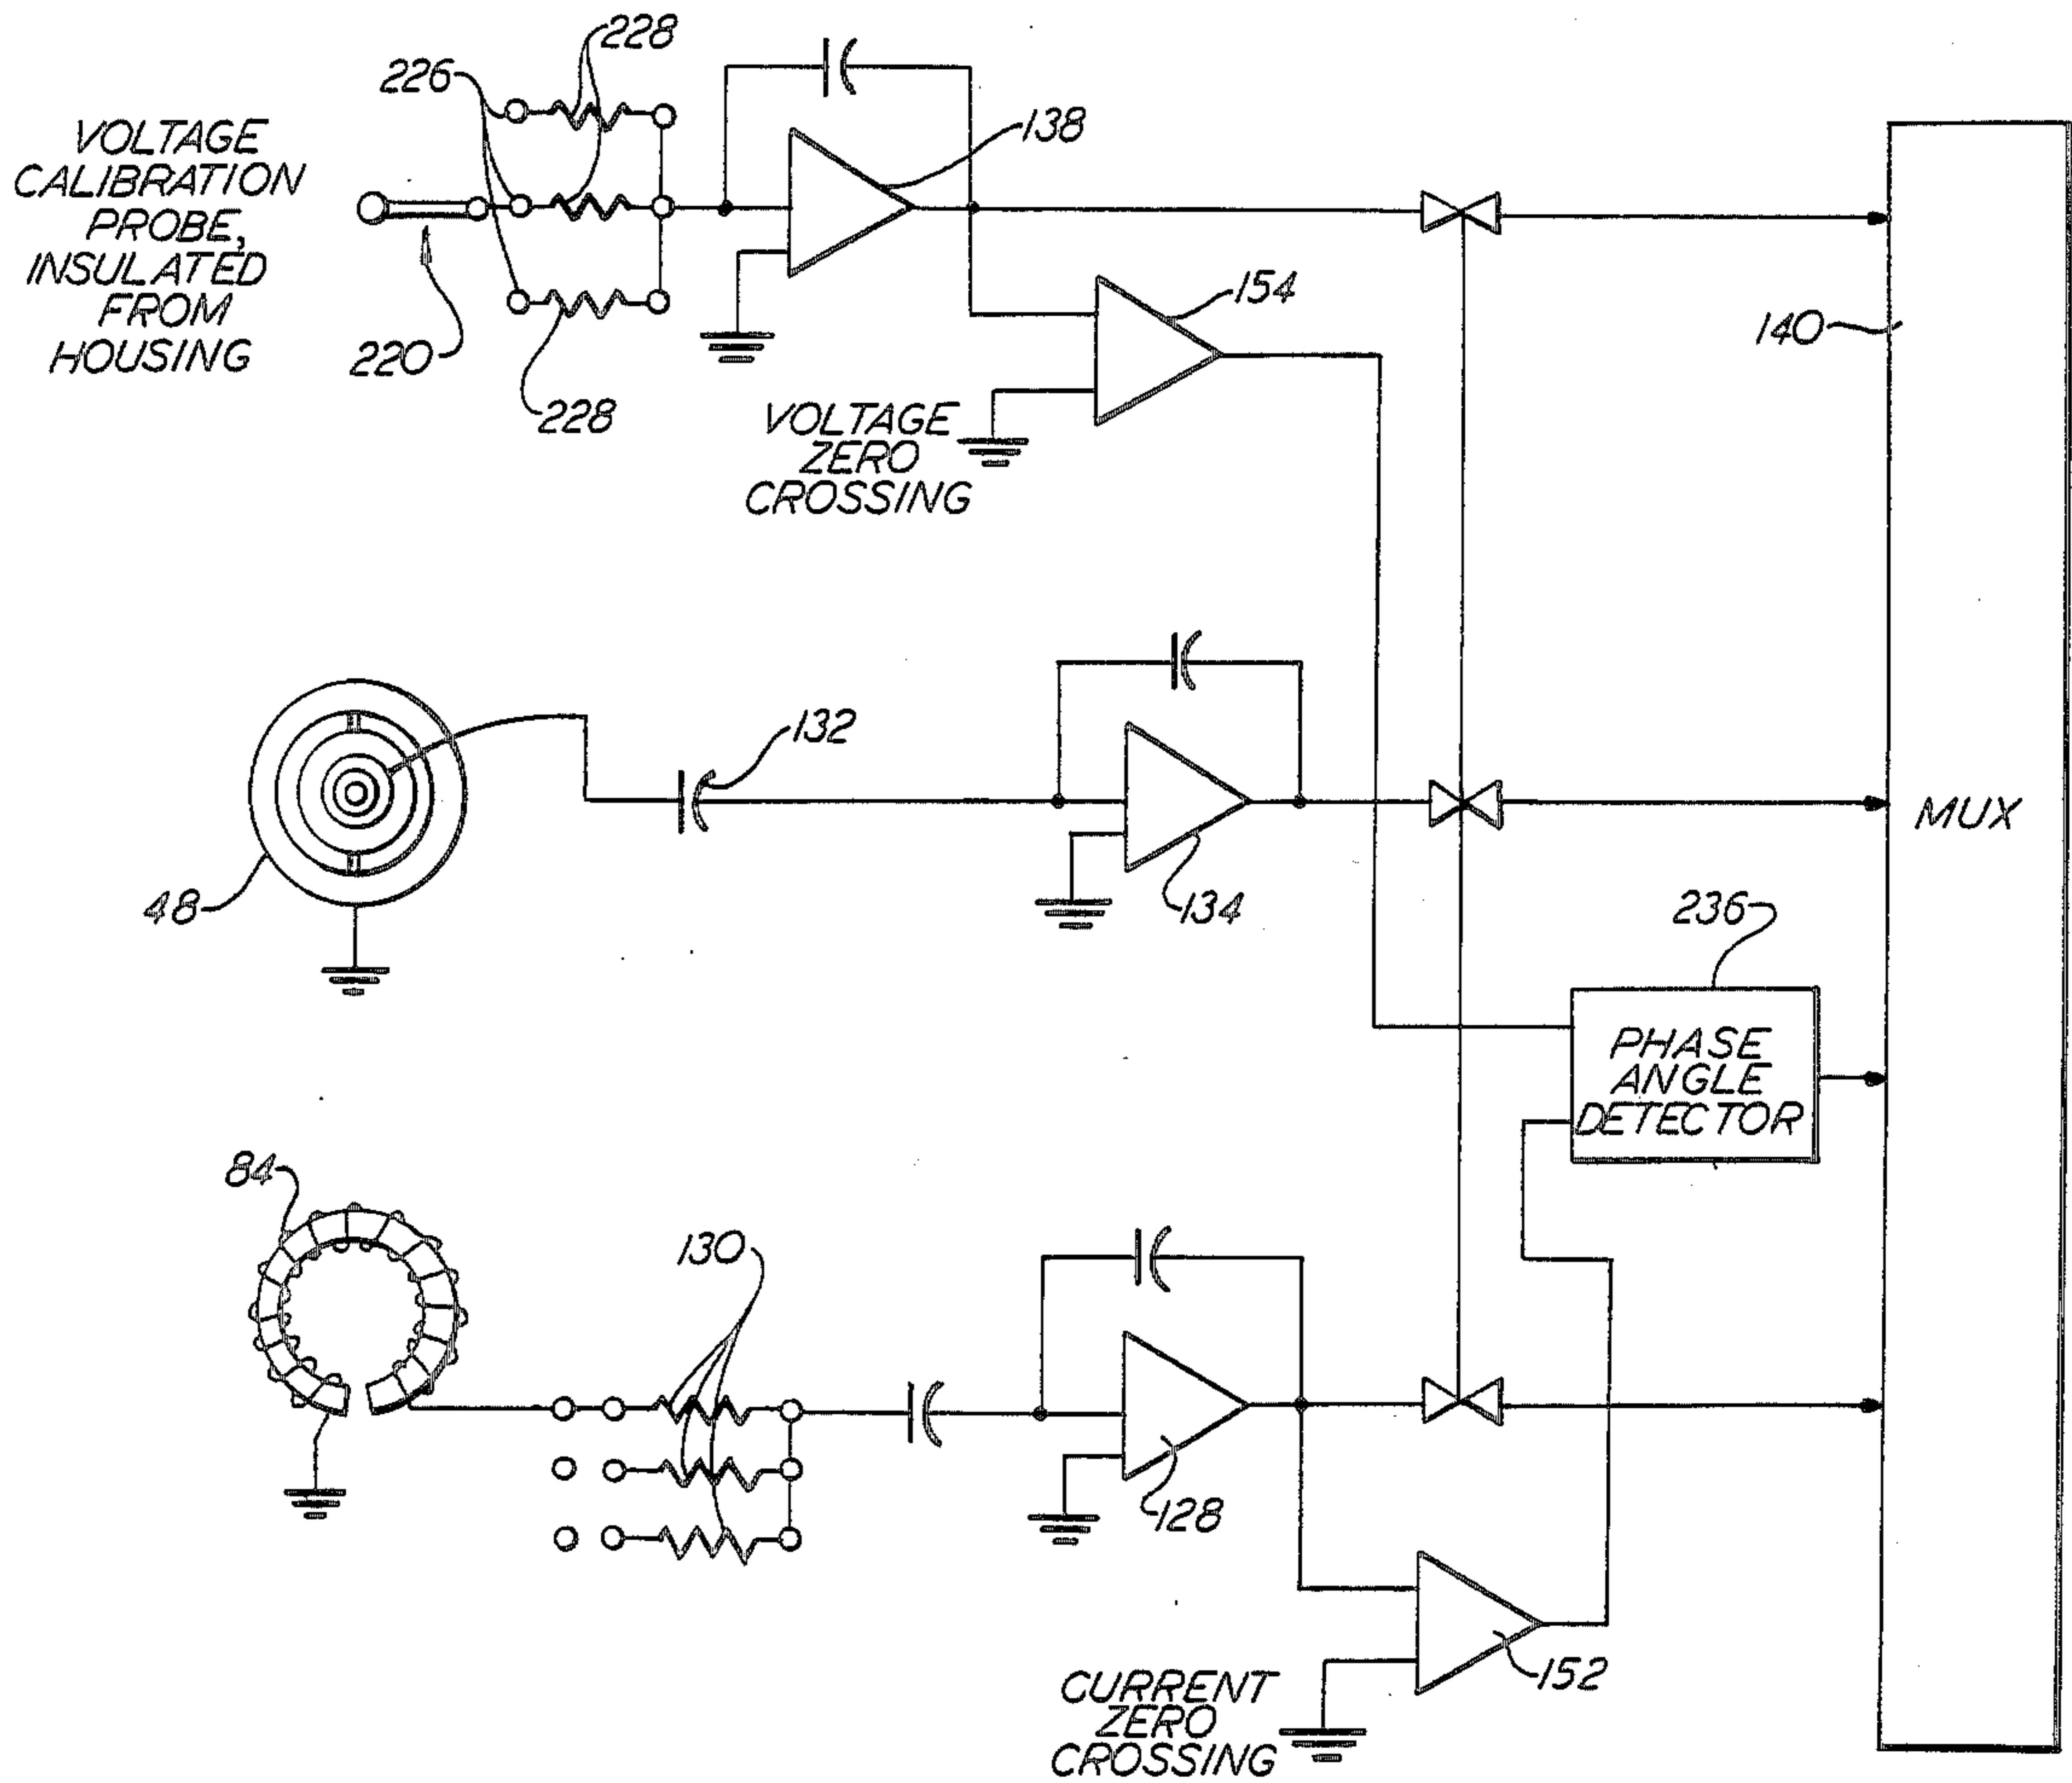 228
226
VOLTAGE
CALIBRATION
PROBE,
INSULATED
FROM
HOUSING
138
220
228
154
140
VOLTAGE
ZERO
CROSSING
132
48
134
MUX
236
PHASE
ANGLE
DETECTOR
84
130
128
152
CURRENT
ZERO
CROSSING